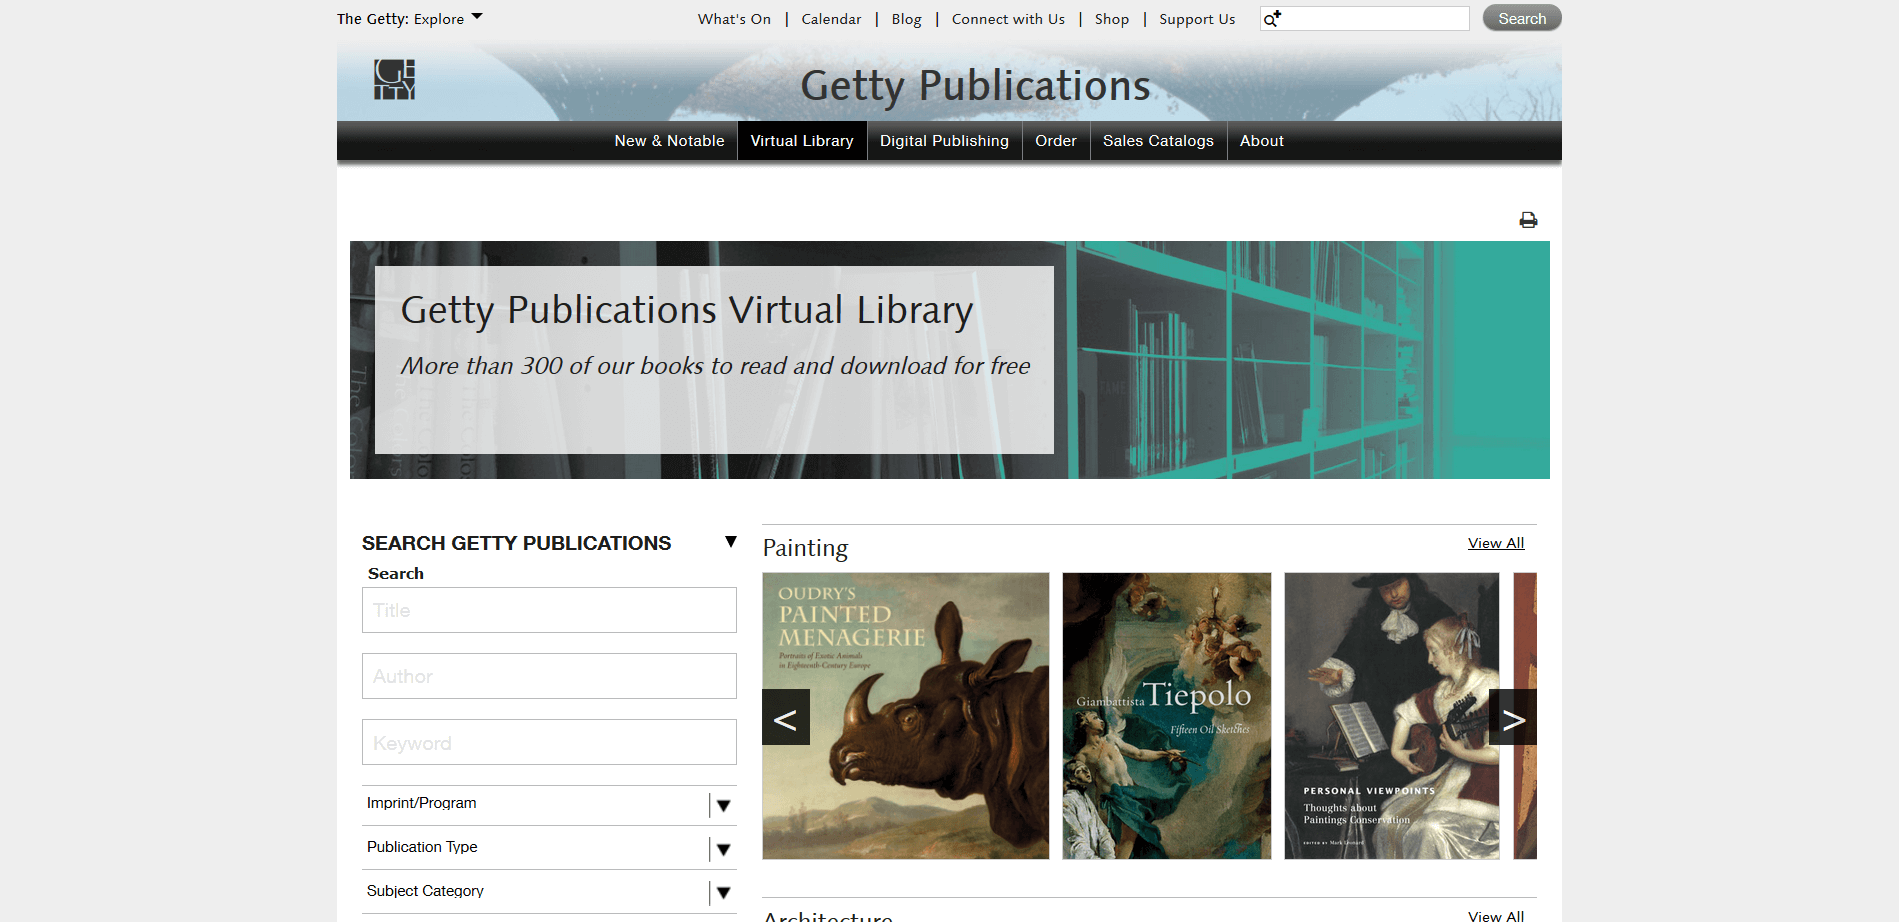 The Getty: Explore
What's On | Calendar | Blog | Connect with Us | Shop | Support Us
Search
GETTY
Getty Publications
New & Notable
Virtual Library
Digital Publishing
Order
Sales Catalogs
About
Getty Publications Virtual Library
More than 300 of our books to read and download for free
SEARCH GETTY PUBLICATIONS
Search
Title
Author
Keyword
Imprint/Program
Publication Type
Subject Category
Painting
View All
OUDRY'S
PAINTED
MENAGERIE
Portraits of Exotic Animals
in Eighteenth-Century Europe
Giambattista Tiepolo
Fifteen Oil Sketches
PERSONAL VIEWPOINTS
Thoughts about
Paintings Conservation
EDITED BY Mark Leonard
<
>
Architecture
View All